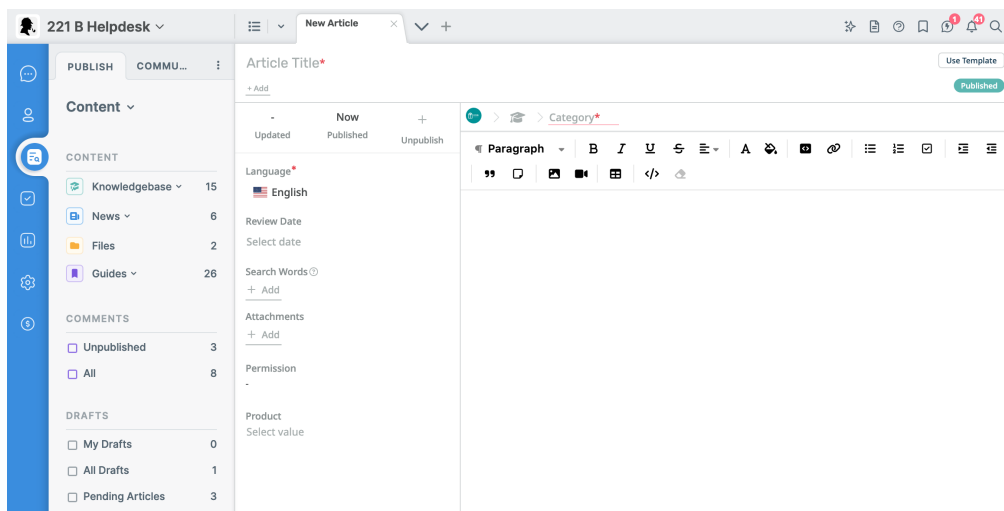 221 B Helpdesk
New Article
1
41
PUBLISH
COMMU...
Article Title*
Use Template
+ Add
Published
Content
-
Updated
Now
Published
+
Unpublish
Category*
Paragraph
B I U S A
CONTENT
Knowledgebase 15
News 6
Files 2
Guides 26
Language*
English
Review Date
Select date
Search Words
+ Add
Attachments
+ Add
Permission
-
Product
Select value
COMMENTS
Unpublished 3
All 8
DRAFTS
My Drafts 0
All Drafts 1
Pending Articles 3